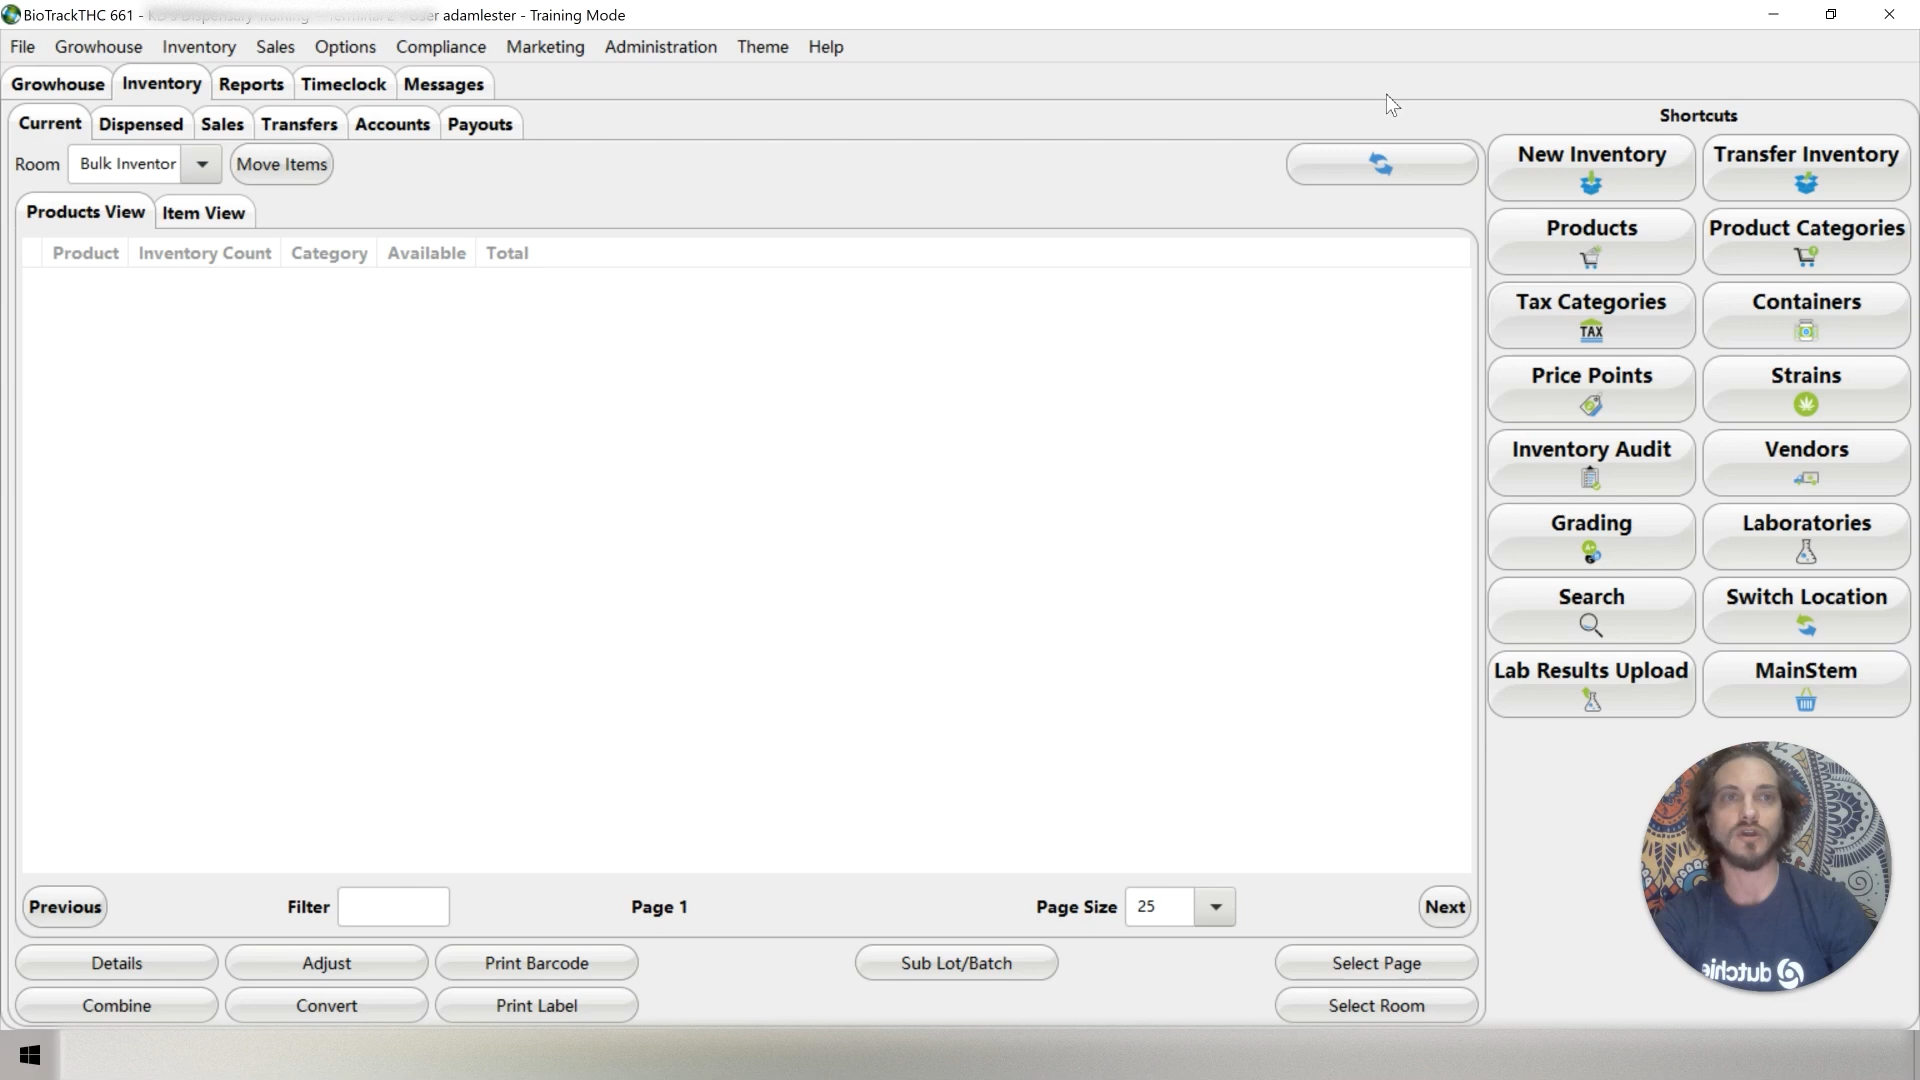 BioTrackTHC 661 - adamlester - Training Mode
File Growhouse Inventory Sales Options Compliance Marketing Administration Theme Help
Growhouse Inventory Reports Timeclock Messages
Current Dispensed Sales Transfers Accounts Payouts
Room Bulk Inventor Move Items
Products View Item View
Product Inventory Count Category Available Total
Previous Filter Page 1 Page Size 25 Next
Details Adjust Print Barcode Sub Lot/Batch Select Page
Combine Convert Print Label Select Room
Shortcuts
New Inventory Transfer Inventory
Products Product Categories
Tax Categories Containers
TAX
Price Points Strains
Inventory Audit Vendors
Grading Laboratories
Search Switch Location
Lab Results Upload MainStem
dutchie